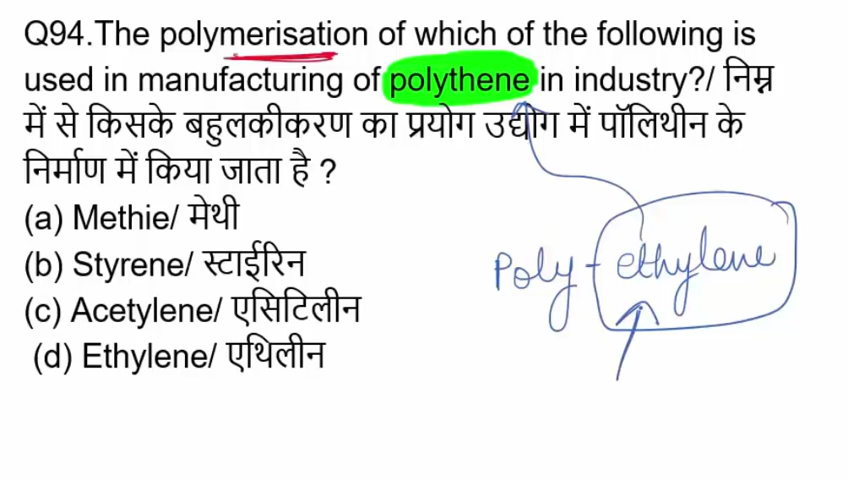 Q94.The polymerisation of which of the following is
used in manufacturing of polythene in industry?/ निम्न
में से किसके बहुलकीकरण का प्रयोग उद्योग में पॉलिथीन के
निर्माण में किया जाता है ?
(a) Methie/ मेथी
(b) Styrene/ स्टाईरिन
(c) Acetylene/ एसिटिलीन
(d) Ethylene/ एथिलीन
Poly-ethylene